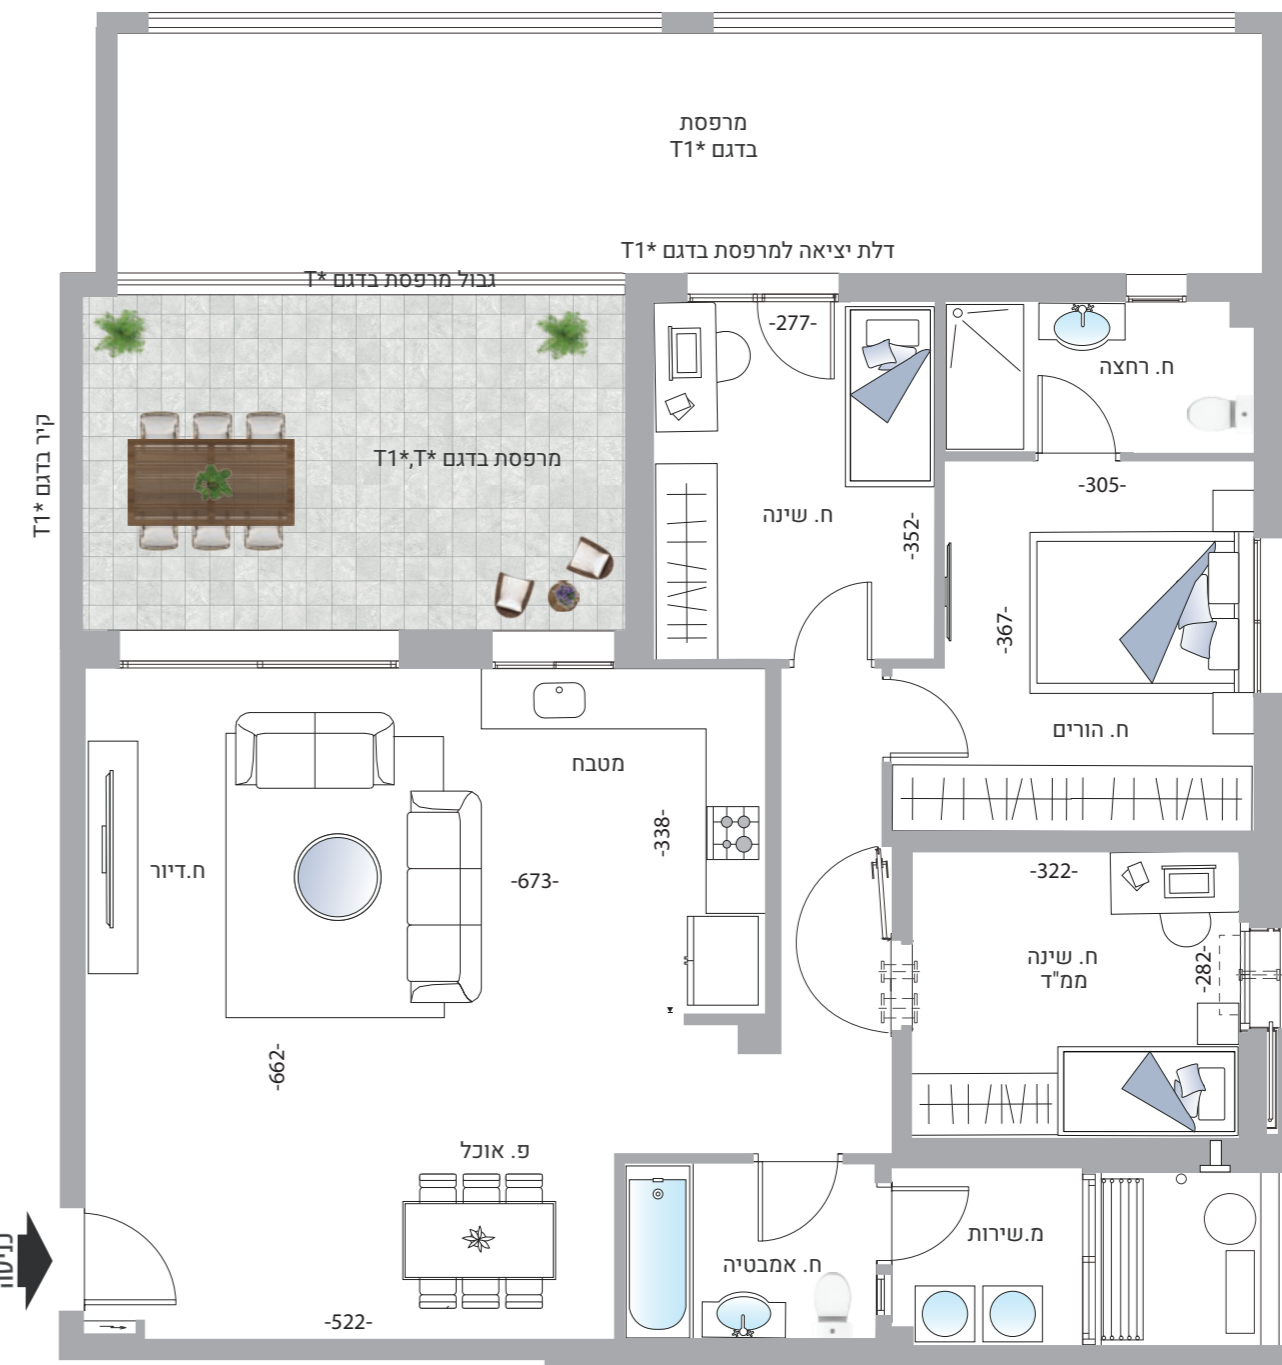 מרפסת
בדגם *T1
דלת יציאה למרפסת בדגם *T1
גבול מרפסת בדגם *T
קיר בדגם *T1
מרפסת בדגם *T1*,T
-277-
ח. שינה
-352-
ח. רחצה
-305-
-367-
ח. הורים
מטבח
-338-
-673-
ח.דיור
-662-
-322-
ח. שינה
ממ"ד
-282-
פ. אוכל
כניסה
-522-
ח. אמבטיה
מ.שירות